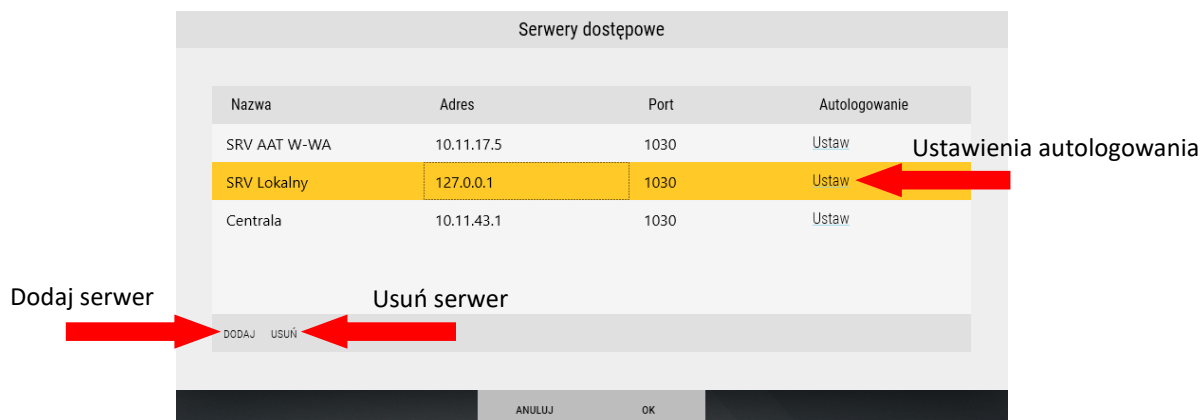 Serwery dostępowe
Nazwa Adres Port Autologowanie
SRV AAT W-WA 10.11.17.5 1030 Ustaw
Ustawienia autologowania
SRV Lokalny 127.0.0.1 1030 Ustaw
Centrala 10.11.43.1 1030 Ustaw
Dodaj serwer Usuń serwer
DODAJ USUŃ
ANULUJ OK